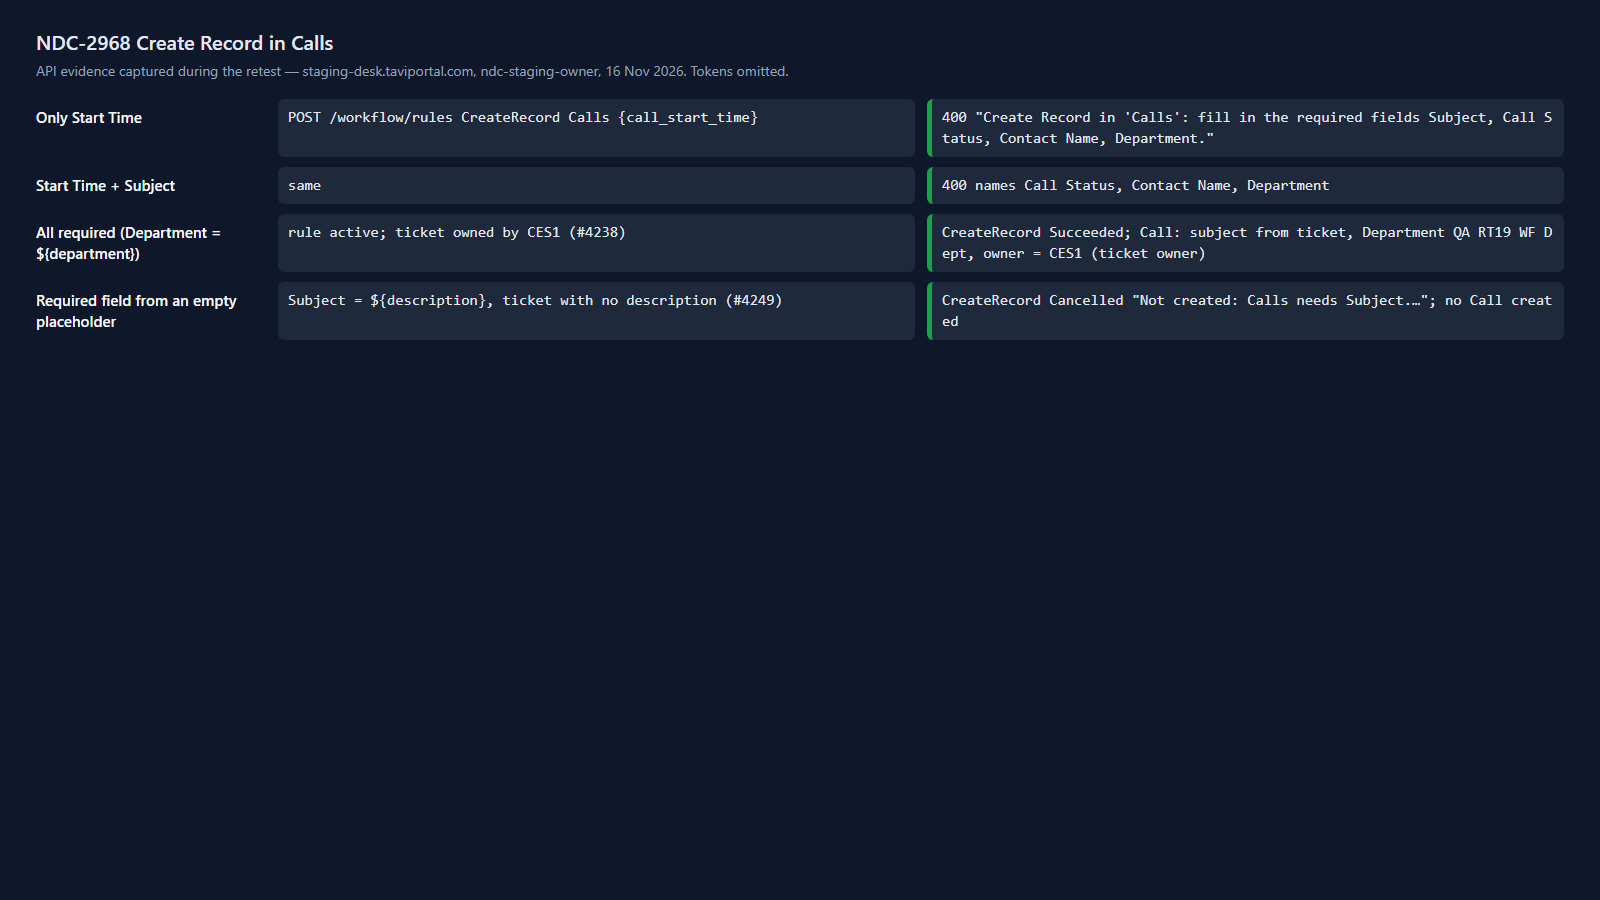 NDC-2968 Create Record in Calls
API evidence captured during the retest — staging-desk.taviportal.com, ndc-staging-owner, 16 Nov 2026. Tokens omitted.
Only Start Time
POST /workflow/rules CreateRecord Calls {call_start_time}
400 "Create Record in 'Calls': fill in the required fields Subject, Call S
tatus, Contact Name, Department."
Start Time + Subject
same
400 names Call Status, Contact Name, Department
All required (Department =
${department})
rule active; ticket owned by CES1 (#4238)
CreateRecord Succeeded; Call: subject from ticket, Department QA RT19 WF D
ept, owner = CES1 (ticket owner)
Required field from an empty
placeholder
Subject = ${description}, ticket with no description (#4249)
CreateRecord Cancelled "Not created: Calls needs Subject.…"; no Call creat
ed